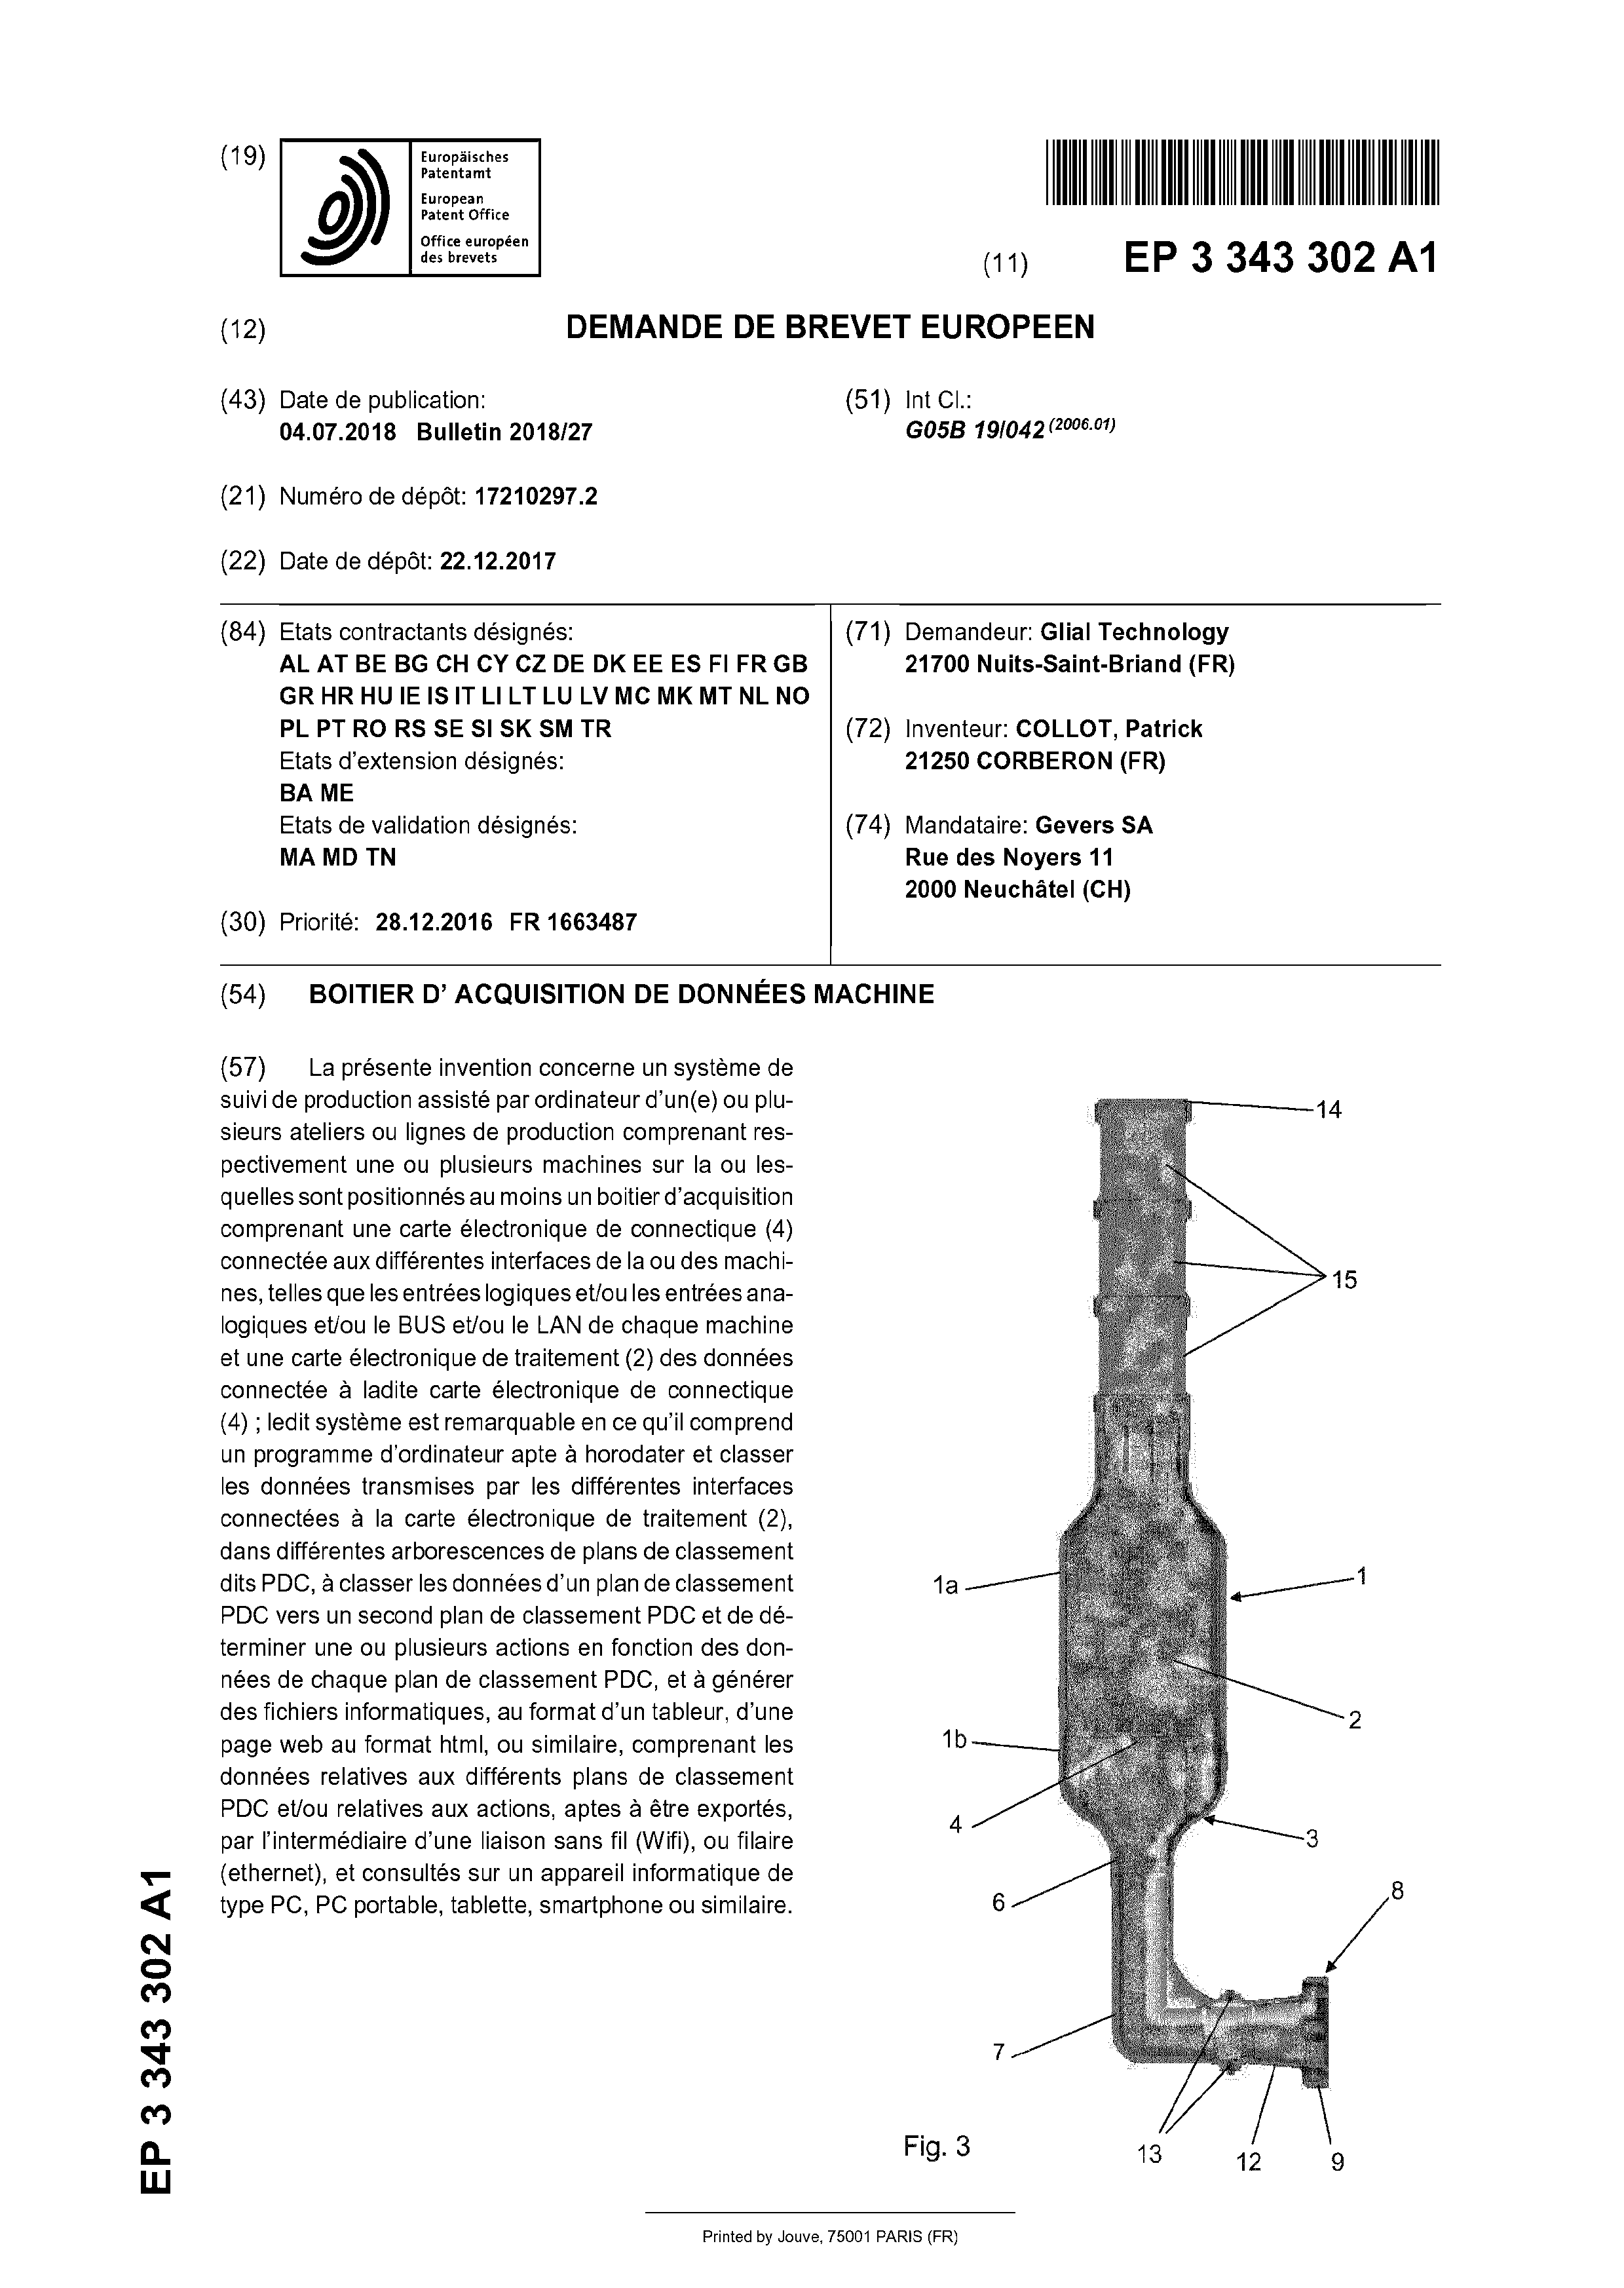 (19)
Europäisches
Patentamt
European
Patent Office
Office européen
des brevets
(11) EP 3 343 302 A1
(12) DEMANDE DE BREVET EUROPEEN
(43) Date de publication:
04.07.2018 Bulletin 2018/27
(51) Int Cl.:
G05B 19/042 (2006.01)
(21) Numéro de dépôt: 17210297.2
(22) Date de dépôt: 22.12.2017
(84) Etats contractants désignés:
AL AT BE BG CH CY CZ DE DK EE ES FI FR GB
GR HR HU IE IS IT LI LT LU LV MC MK MT NL NO
PL PT RO RS SE SI SK SM TR
Etats d'extension désignés:
BA ME
Etats de validation désignés:
MA MD TN
(30) Priorité: 28.12.2016 FR 1663487
(71) Demandeur: Glial Technology
21700 Nuits-Saint-Briand (FR)
(72) Inventeur: COLLOT, Patrick
21250 CORBERON (FR)
(74) Mandataire: Gevers SA
Rue des Noyers 11
2000 Neuchâtel (CH)
(54) BOITIER D' ACQUISITION DE DONNÉES MACHINE
(57) La présente invention concerne un système de
suivi de production assisté par ordinateur d'un(e) ou plu-
sieurs ateliers ou lignes de production comprenant res-
pectivement une ou plusieurs machines sur la ou les-
quelles sont positionnés au moins un boitier d'acquisition
comprenant une carte électronique de connectique (4)
connectée aux différentes interfaces de la ou des machi-
nes, telles que les entrées logiques et/ou les entrées ana-
logiques et/ou le BUS et/ou le LAN de chaque machine
et une carte électronique de traitement (2) des données
connectée à ladite carte électronique de connectique
(4) ; ledit système est remarquable en ce qu'il comprend
un programme d'ordinateur apte à horodater et classer
les données transmises par les différentes interfaces
connectées à la carte électronique de traitement (2),
dans différentes arborescences de plans de classement
dits PDC, à classer les données d'un plan de classement
PDC vers un second plan de classement PDC et de dé-
terminer une ou plusieurs actions en fonction des don-
nées de chaque plan de classement PDC, et à générer
des fichiers informatiques, au format d'un tableur, d'une
page web au format html, ou similaire, comprenant les
données relatives aux différents plans de classement
PDC et/ou relatives aux actions, aptes à être exportés,
par l'intermédiaire d'une liaison sans fil (Wifi), ou filaire
(ethernet), et consultés sur un appareil informatique de
type PC, PC portable, tablette, smartphone ou similaire.
14
15
1a
1
2
1b
4
3
6
8
7
13
12
9
Fig. 3
EP 3 343 302 A1
Printed by Jouve, 75001 PARIS (FR)